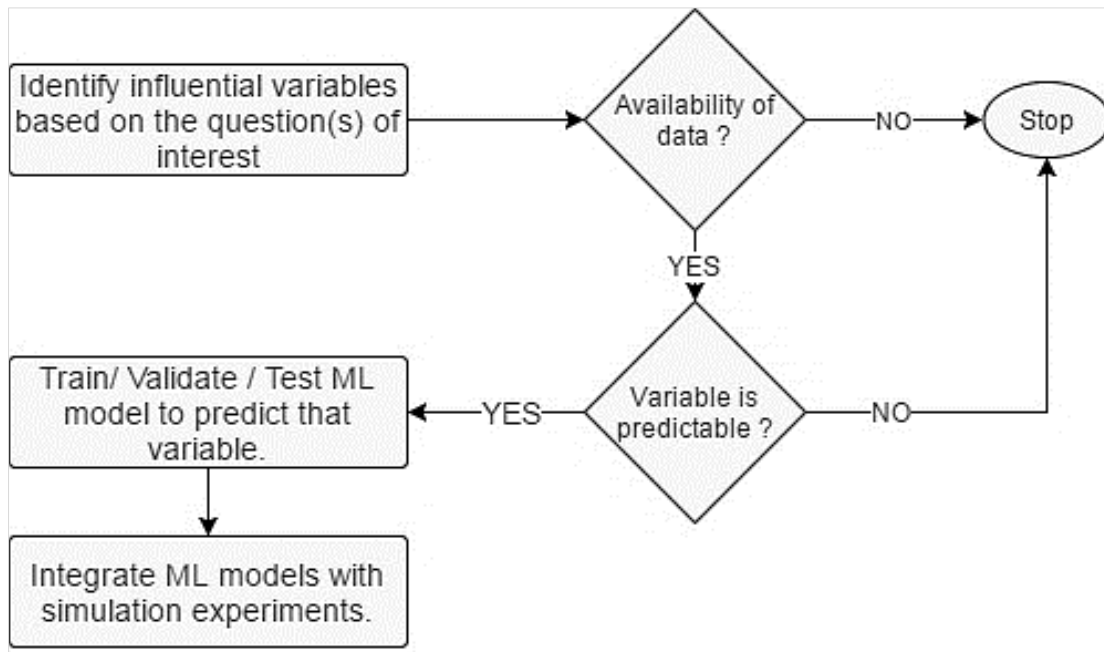 Identify influential variables
based on the question(s) of
interest
Availability of
data ?
NO
Stop
YES
Variable is
predictable ?
NO
YES
Train/ Validate / Test ML
model to predict that
variable.
Integrate ML models with
simulation experiments.